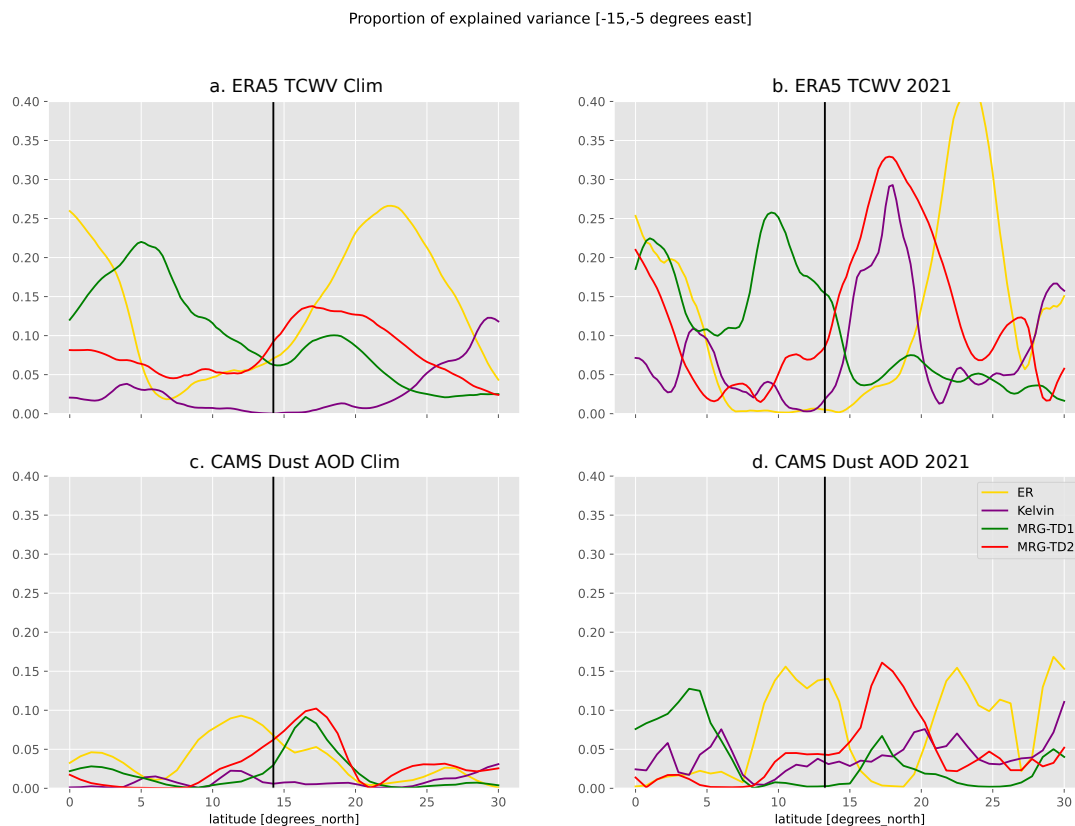 Proportion of explained variance [-15,-5 degrees east]
a. ERA5 TCWV Clim
0.40
0.35
0.30
0.25
0.20
0.15
0.10
0.05
0.00
b. ERA5 TCWV 2021
0.40
0.35
0.30
0.25
0.20
0.15
0.10
0.05
0.00
c. CAMS Dust AOD Clim
0.40
0.35
0.30
0.25
0.20
0.15
0.10
0.05
0.00
0 5 10 15 20 25 30
latitude [degrees_north]
d. CAMS Dust AOD 2021
0.40
0.35
0.30
0.25
0.20
0.15
0.10
0.05
0.00
ER
Kelvin
MRG-TD1
MRG-TD2
0 5 10 15 20 25 30
latitude [degrees_north]